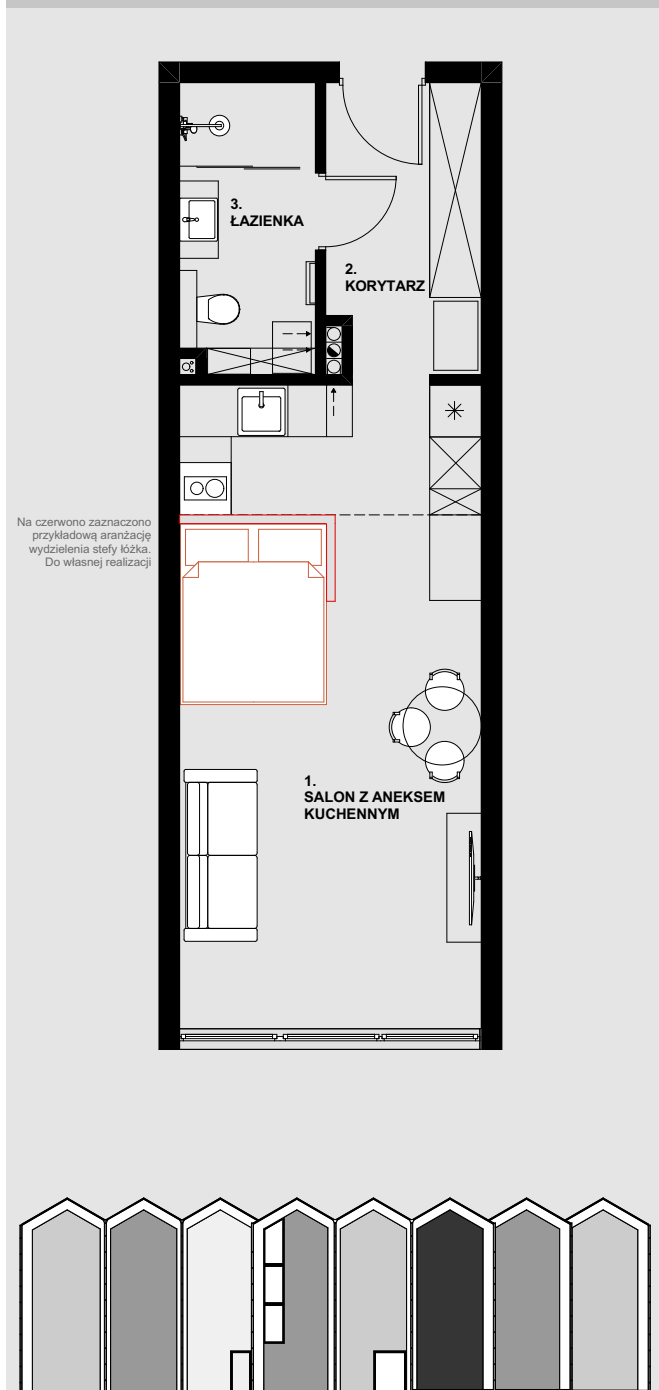 3.
ŁAZIENKA
2.
KORYTARZ
Na czerwono zaznaczono
przykładową aranżację
wydzielenia stefy łóżka.
Do własnej realizacji
1.
SALON Z ANEKSEM
KUCHENNYM